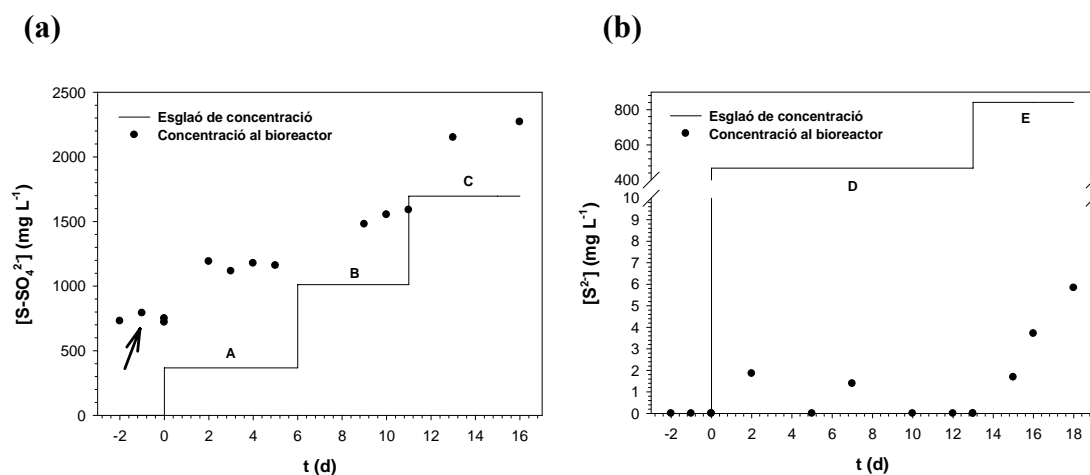 (a)
[S-SO₄²⁻] (mg L⁻¹)
2500
2000
1500
1000
500
0
Esglaó de concentració
Concentració al bioreactor
A
B
C
-2 0 2 4 6 8 10 12 14 16
t (d)
(b)
[S²⁻] (mg L⁻¹)
800
600
400
10
9
8
7
6
5
4
3
2
1
0
Esglaó de concentració
Concentració al bioreactor
D
E
-2 0 2 4 6 8 10 12 14 16 18
t (d)